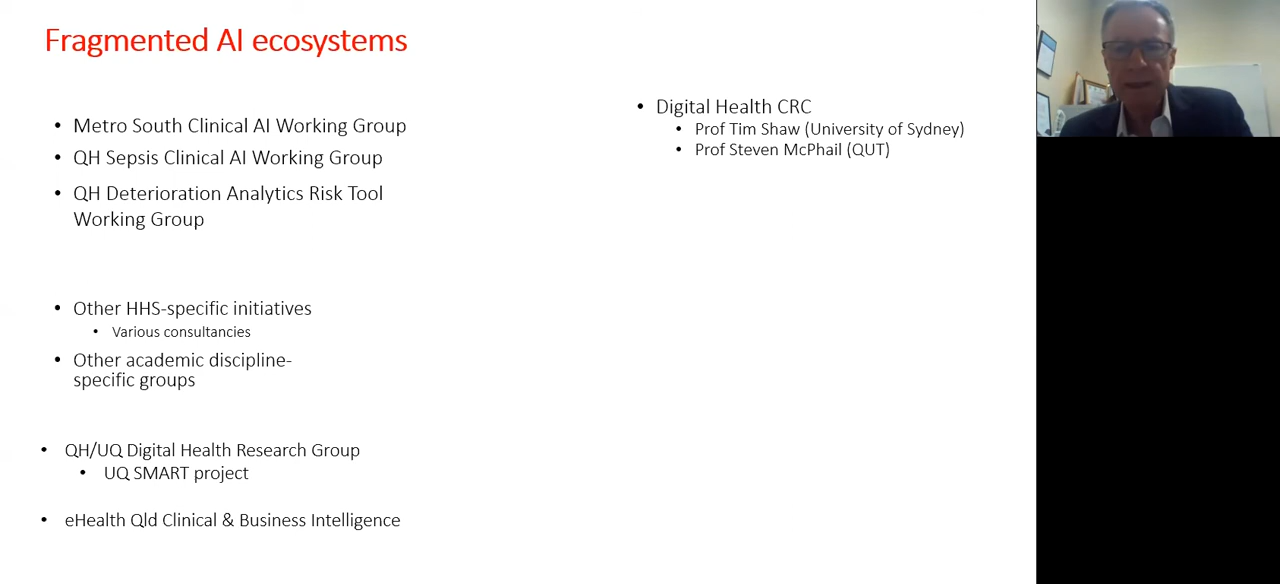 Fragmented AI ecosystems
• Metro South Clinical AI Working Group
• QH Sepsis Clinical AI Working Group
• QH Deterioration Analytics Risk Tool
Working Group
• Other HHS-specific initiatives
• Various consultancies
• Other academic discipline-
specific groups
• QH/UQ Digital Health Research Group
• UQ SMART project
• eHealth Qld Clinical & Business Intelligence
• Digital Health CRC
• Prof Tim Shaw (University of Sydney)
• Prof Steven McPhail (QUT)